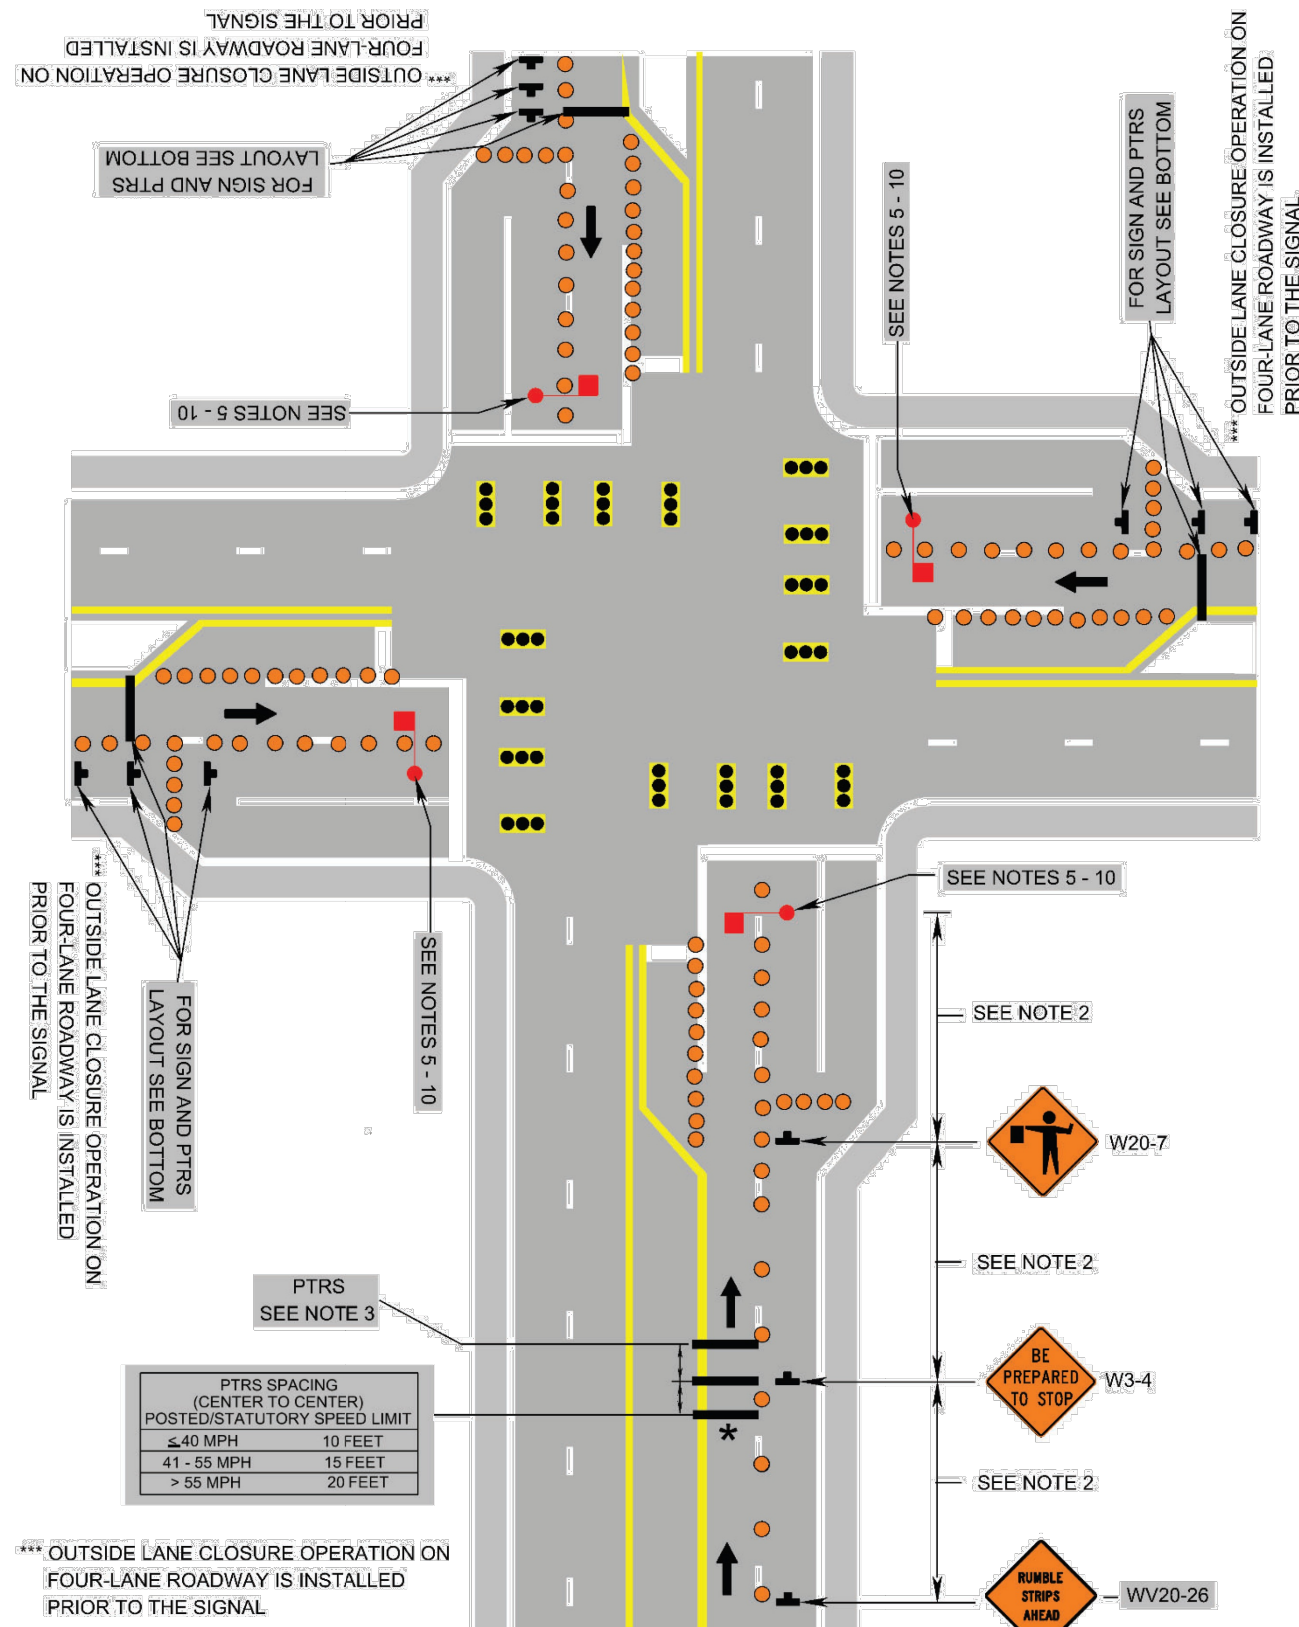 *** OUTSIDE LANE CLOSURE OPERATION ON
FOUR-LANE ROADWAY IS INSTALLED
PRIOR TO THE SIGNAL
FOR SIGN AND PTRS
LAYOUT SEE BOTTOM
SEE NOTES 5 - 10
SEE NOTES 5 - 10
FOR SIGN AND PTRS
LAYOUT SEE BOTTOM
*** OUTSIDE LANE CLOSURE OPERATION ON
FOUR-LANE ROADWAY IS INSTALLED.
PRIOR TO THE SIGNAL
*** OUTSIDE LANE CLOSURE OPERATION ON
FOUR-LANE ROADWAY IS INSTALLED
PRIOR TO THE SIGNAL
FOR SIGN AND PTRS
LAYOUT SEE BOTTOM
SEE NOTES 5 - 10
SEE NOTES 5 - 10
SEE NOTE 2
W20-7
SEE NOTE 2
BE
PREPARED
TO STOP
W3-4
SEE NOTE 2
RUMBLE
STRIPS
AHEAD
WV20-26
PTRS
SEE NOTE 3
PTRS SPACING
(CENTER TO CENTER)
POSTED/STATUTORY SPEED LIMIT
≤40 MPH 10 FEET
41 - 55 MPH 15 FEET
> 55 MPH 20 FEET
*
*** OUTSIDE LANE CLOSURE OPERATION ON
FOUR-LANE ROADWAY IS INSTALLED
PRIOR TO THE SIGNAL